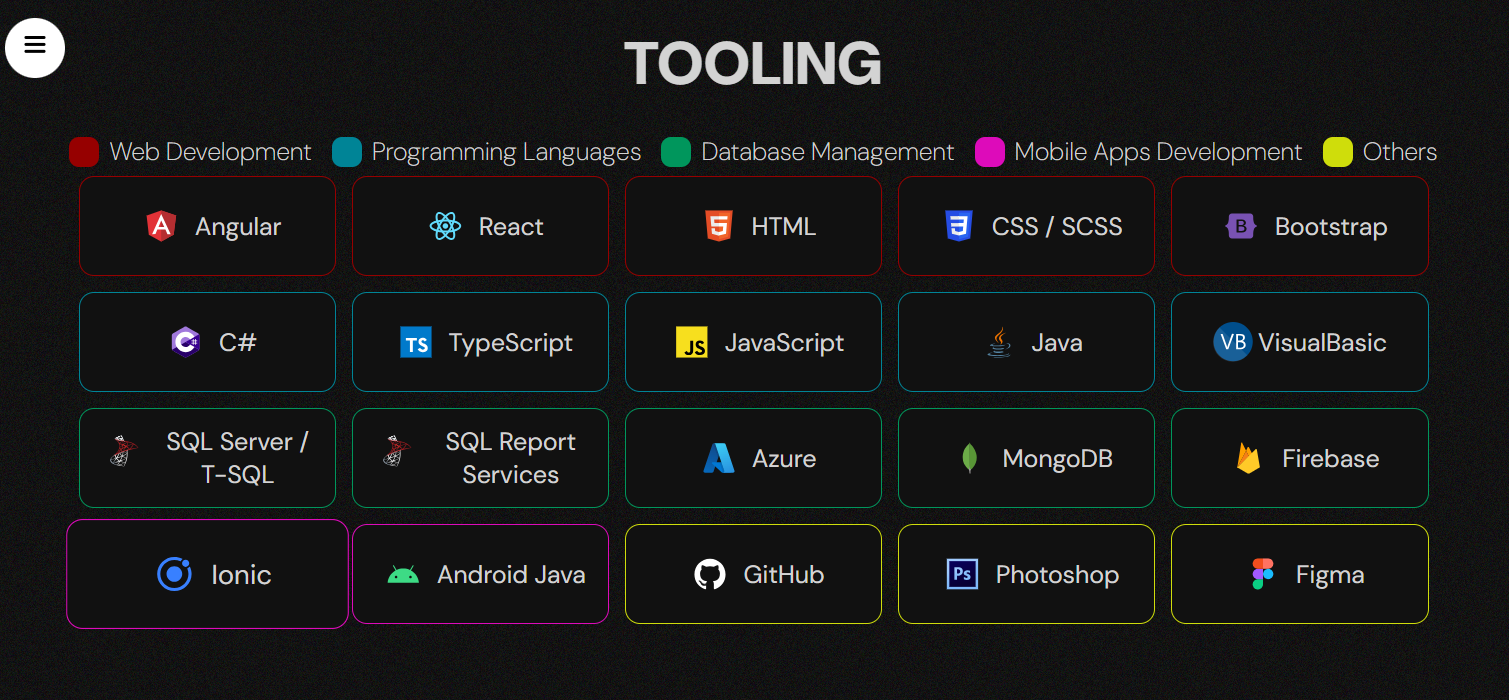 TOOLING
Web Development Programming Languages Database Management Mobile Apps Development Others
Angular React HTML CSS / SCSS Bootstrap
C# TS TypeScript JS JavaScript Java VB VisualBasic
SQL Server /
T-SQL
SQL Report
Services
Azure MongoDB Firebase
Ionic Android Java GitHub Ps Photoshop Figma